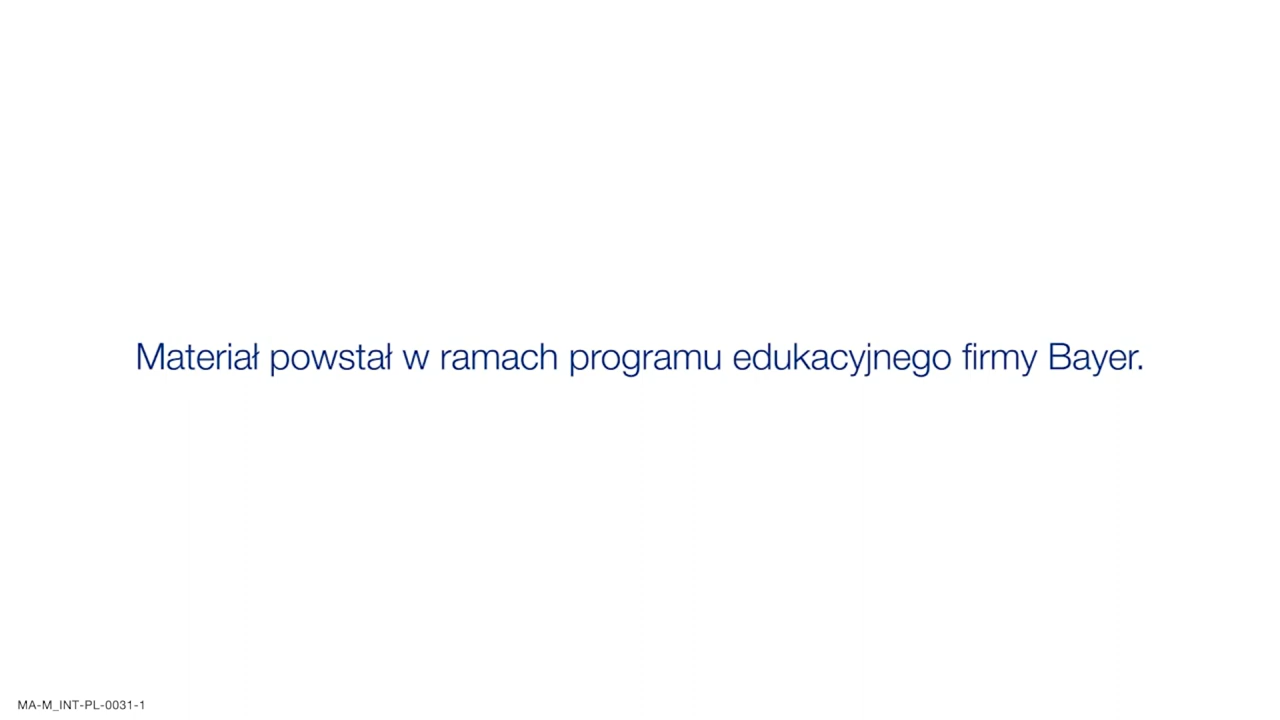 Materiał powstał w ramach programu edukacyjnego firmy Bayer.
MA-M_INT-PL-0031-1